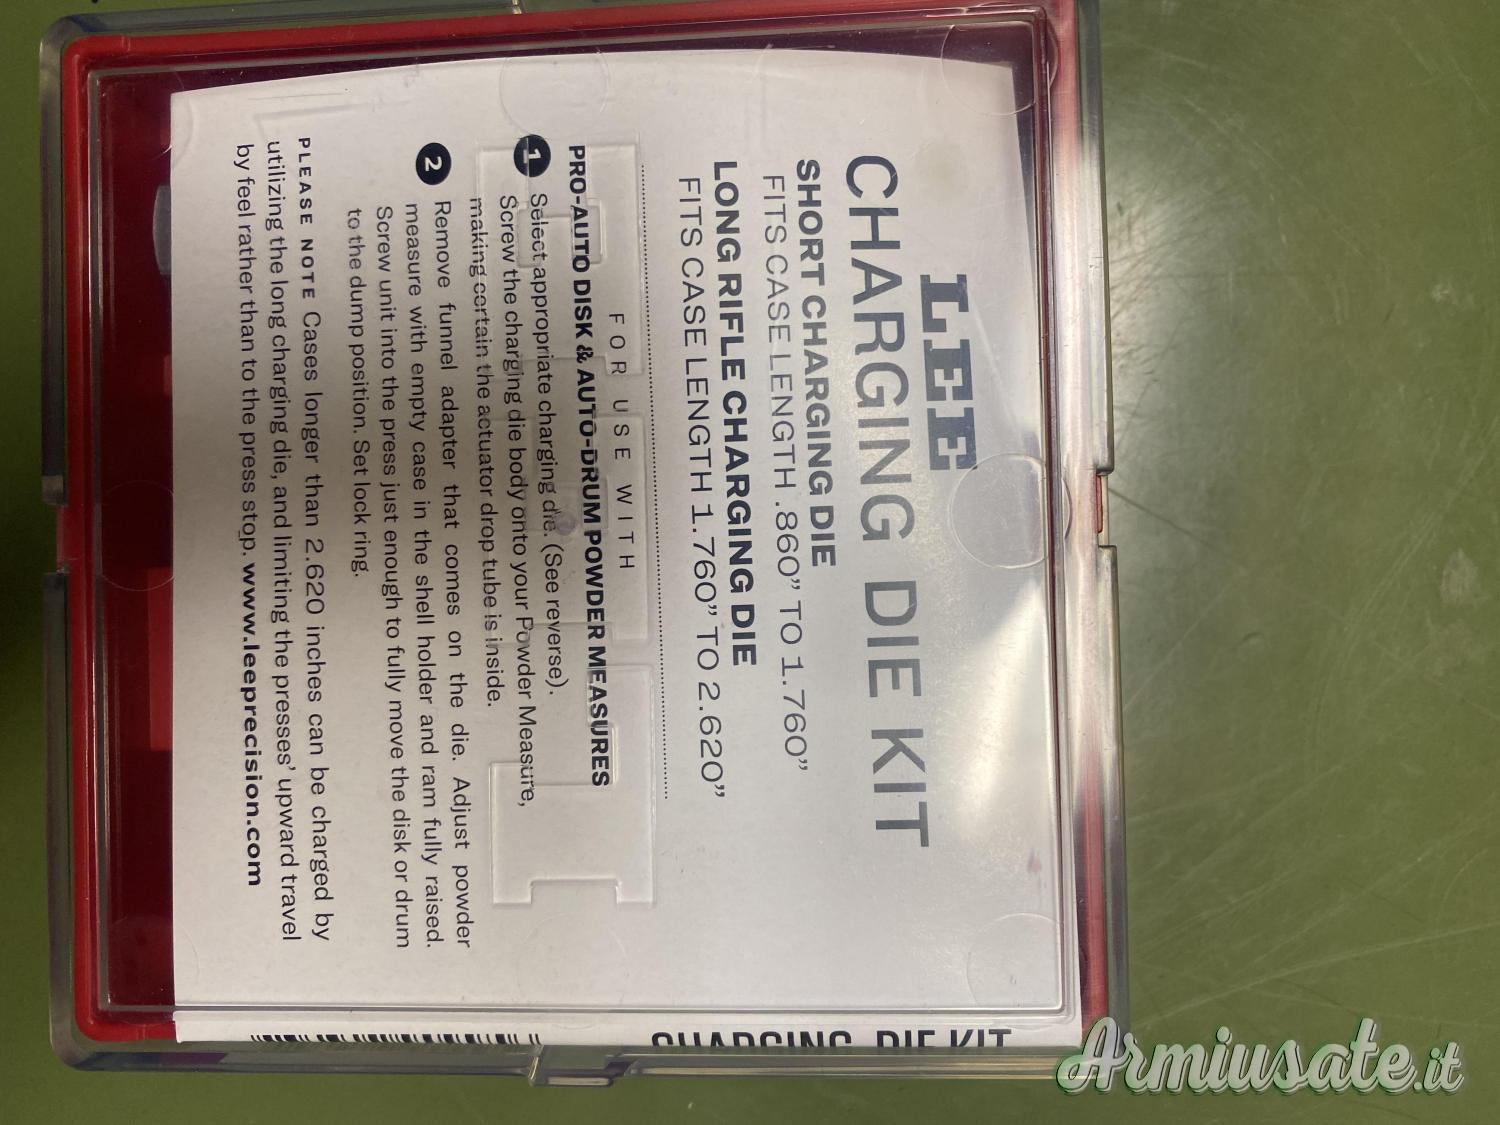 LEE
CHARGING DIE KIT
SHORT CHARGING DIE
FITS CASE LENGTH .860” TO 1.760”
LONG RIFLE CHARGING DIE
FITS CASE LENGTH 1.760” TO 2.620”
FOR USE WITH
PRO-AUTO DISK & AUTO-DRUM POWDER MEASURES
1 Select appropriate charging die. (See reverse).
Screw the charging die body onto your Powder Measure,
making certain the actuator drop tube is inside.
2 Remove funnel adapter that comes on the die. Adjust powder
measure with empty case in the shell holder and ram fully raised.
Screw unit into the press just enough to fully move the disk or drum
to the dump position. Set lock ring.
PLEASE NOTE Cases longer than 2.620 inches can be charged by
utilizing the long charging die, and limiting the presses’ upward travel
by feel rather than to the press stop. www.leeprecision.com
CHARGING DIE KIT
Armiusate.it